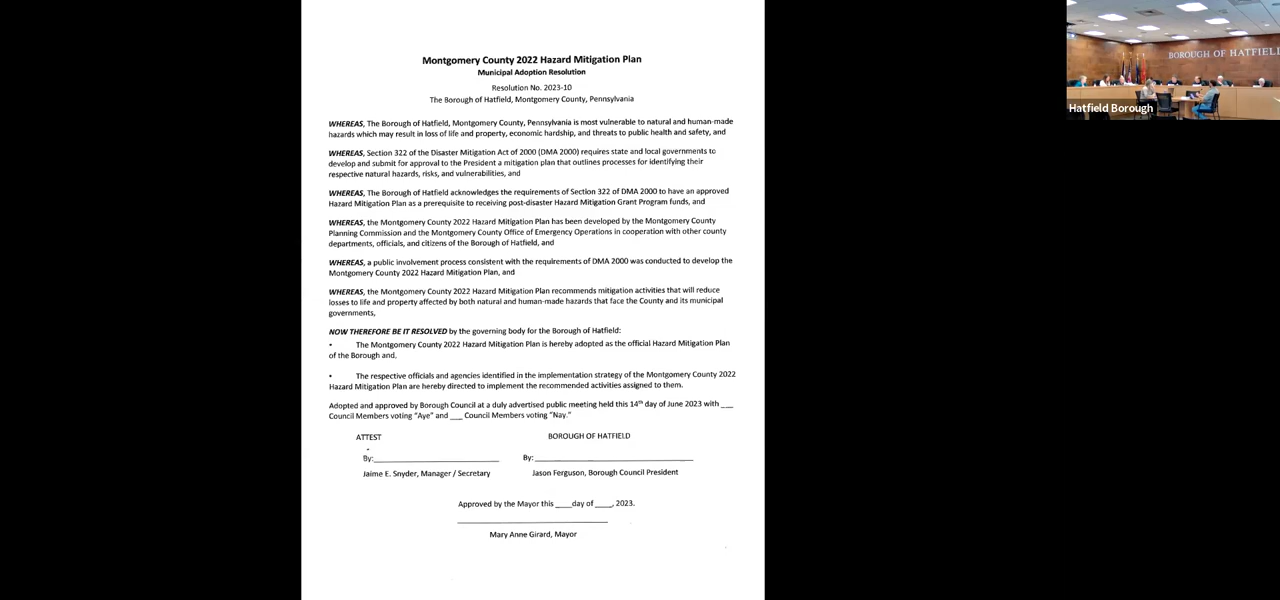 Montgomery County 2022 Hazard Mitigation Plan
Municipal Adoption Resolution
Resolution No. 2023-10
The Borough of Hatfield, Montgomery County, Pennsylvania
WHEREAS, The Borough of Hatfield, Montgomery County, Pennsylvania is most vulnerable to natural and human-made
hazards which may result in loss of life and property, economic hardship, and threats to public health and safety, and
WHEREAS, Section 322 of the Disaster Mitigation Act of 2000 (DMA 2000) requires state and local governments to
develop and submit for approval to the President a mitigation plan that outlines processes for identifying their
respective natural hazards, risks, and vulnerabilities, and
WHEREAS, The Borough of Hatfield acknowledges the requirements of Section 322 of DMA 2000 to have an approved
Hazard Mitigation Plan as a prerequisite to receiving post-disaster Hazard Mitigation Grant Program funds, and
WHEREAS, the Montgomery County 2022 Hazard Mitigation Plan has been developed by the Montgomery County
Planning Commission and the Montgomery County Office of Emergency Operations in cooperation with other county
departments, officials, and citizens of the Borough of Hatfield, and
WHEREAS, a public involvement process consistent with the requirements of DMA 2000 was conducted to develop the
Montgomery County 2022 Hazard Mitigation Plan, and
WHEREAS, the Montgomery County 2022 Hazard Mitigation Plan recommends mitigation activities that will reduce
losses to life and property affected by both natural and human-made hazards that face the County and its municipal
governments,
NOW THEREFORE BE IT RESOLVED by the governing body for the Borough of Hatfield:
• The Montgomery County 2022 Hazard Mitigation Plan is hereby adopted as the official Hazard Mitigation Plan
of the Borough and,
• The respective officials and agencies identified in the implementation strategy of the Montgomery County 2022
Hazard Mitigation Plan are hereby directed to implement the recommended activities assigned to them.
Adopted and approved by Borough Council at a duly advertised public meeting held this 14th day of June 2023 with ___
Council Members voting "Aye" and ___ Council Members voting "Nay."
ATTEST BOROUGH OF HATFIELD
By:____________ By:____________
Jaime E. Snyder, Manager / Secretary Jason Ferguson, Borough Council President
Approved by the Mayor this ____day of ____, 2023.
Mary Anne Girard, Mayor
BOROUGH OF HATFIELD
Hatfield Borough